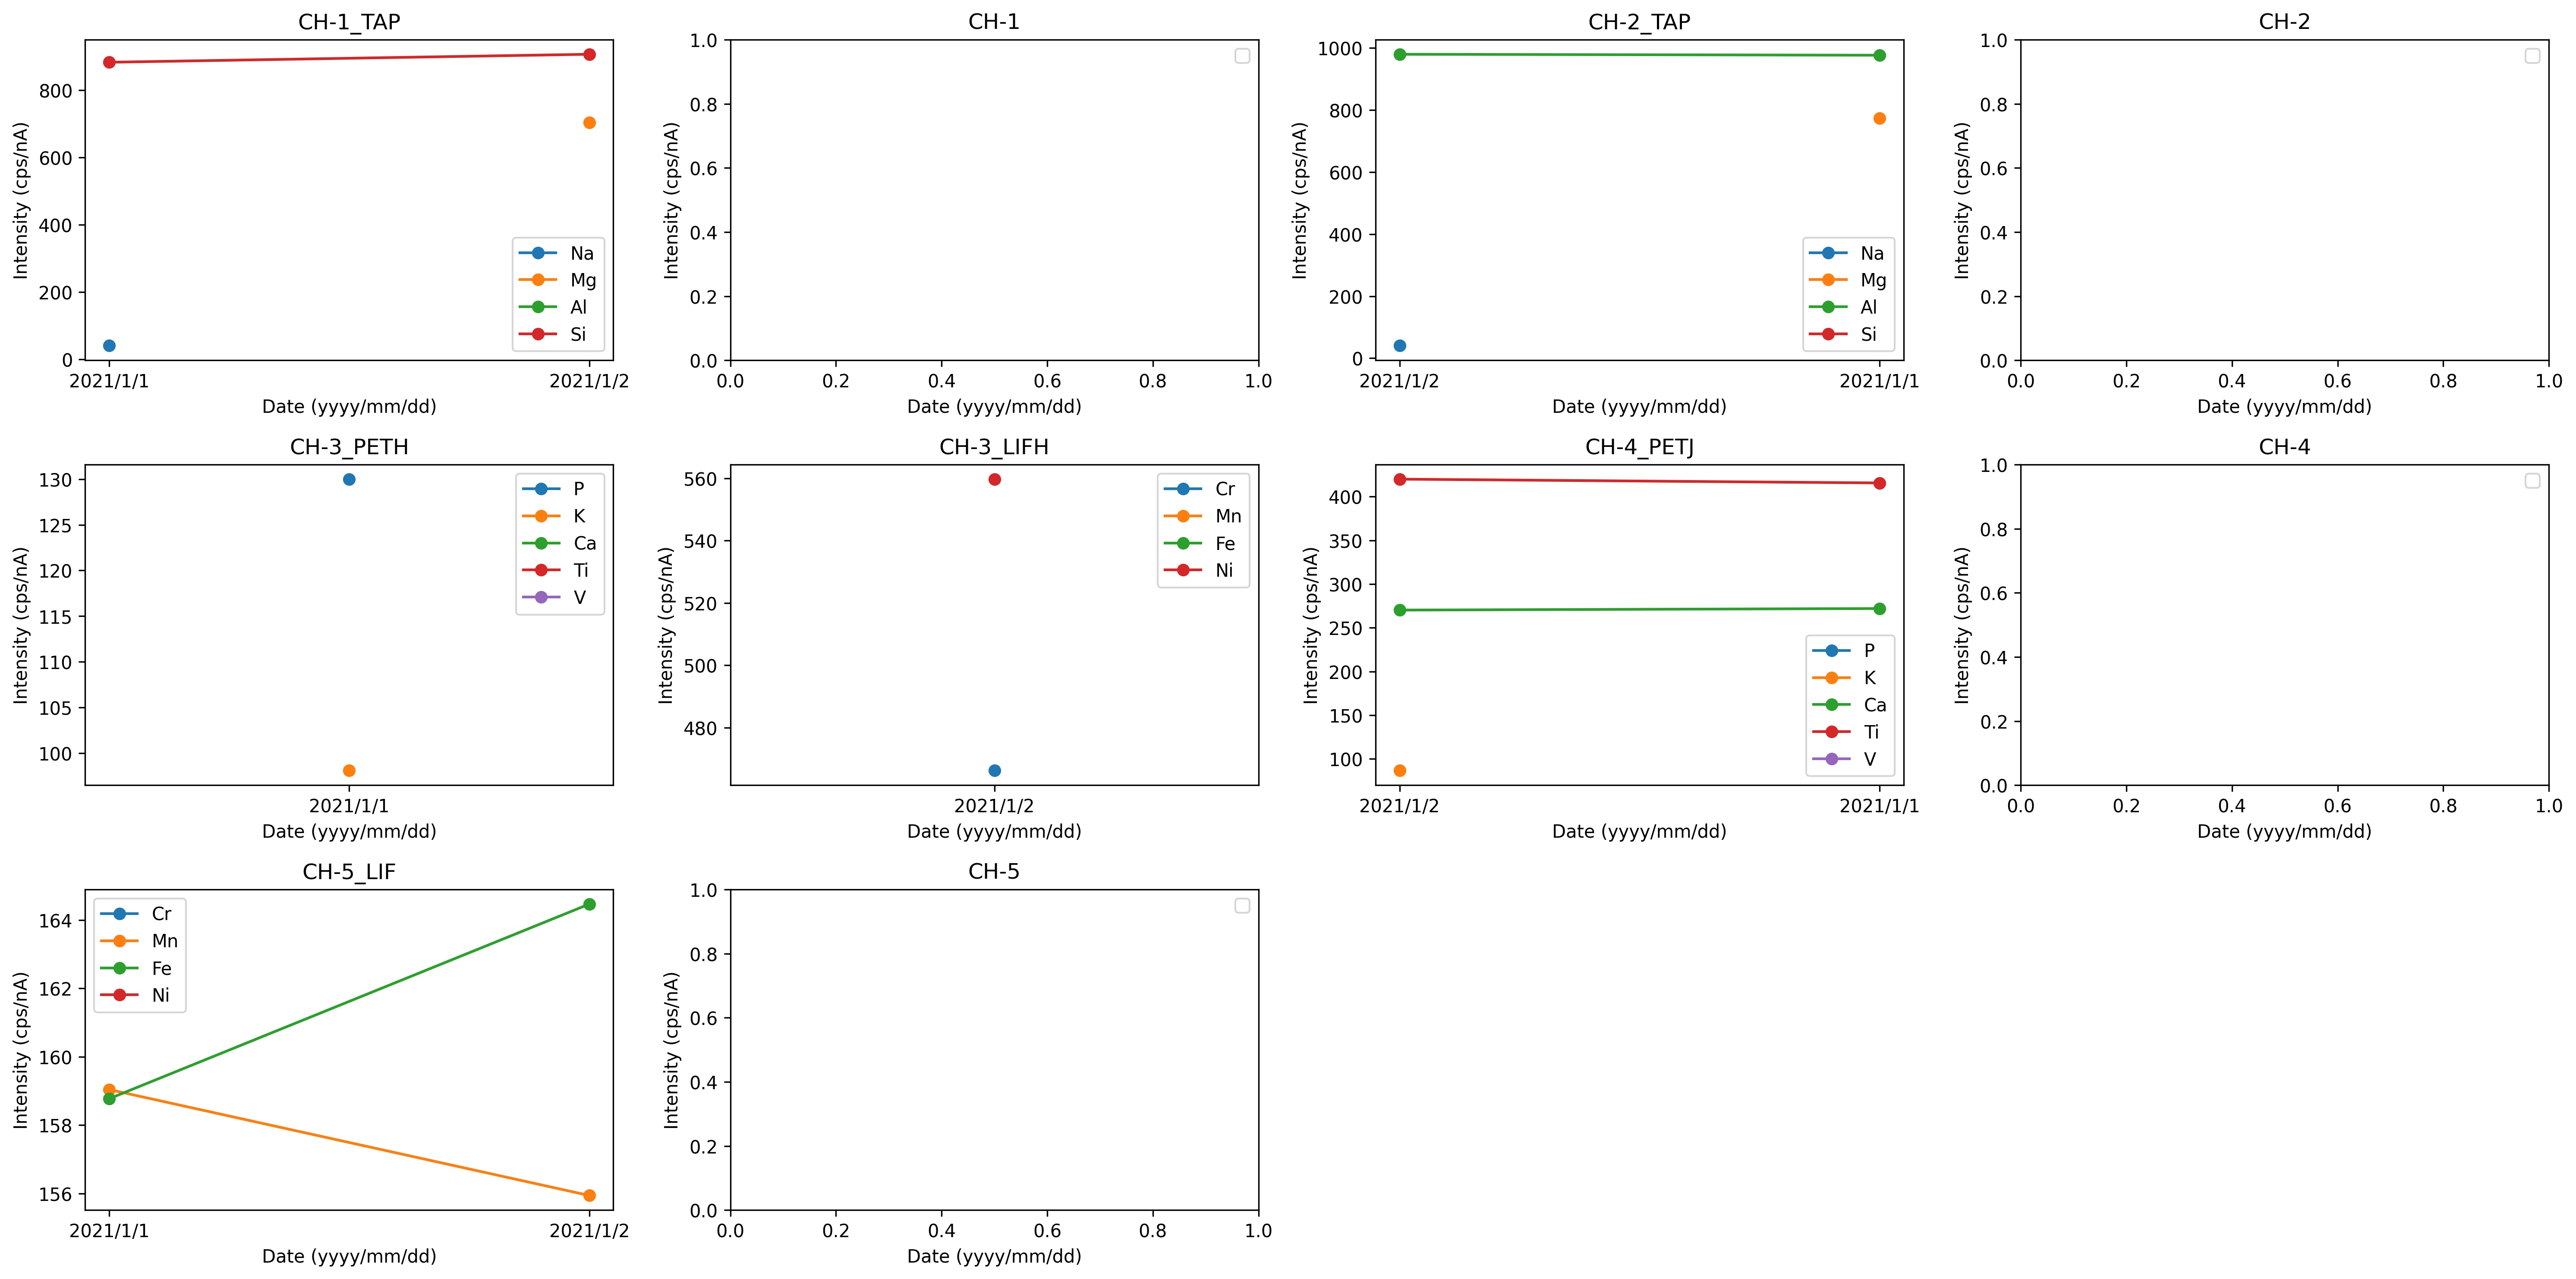 CH-1_TAP
Intensity (cps/nA)
800
600
400
200
0
Na
Mg
Al
Si
2021/1/1 2021/1/2
Date (yyyy/mm/dd)
CH-1
Intensity (cps/nA)
1.0
0.8
0.6
0.4
0.2
0.0
0.0 0.2 0.4 0.6 0.8 1.0
Date (yyyy/mm/dd)
CH-2_TAP
Intensity (cps/nA)
1000
800
600
400
200
0
Na
Mg
Al
Si
2021/1/2 2021/1/1
Date (yyyy/mm/dd)
CH-2
Intensity (cps/nA)
1.0
0.8
0.6
0.4
0.2
0.0
0.0 0.2 0.4 0.6 0.8 1.0
Date (yyyy/mm/dd)
CH-3_PETH
Intensity (cps/nA)
130
125
120
115
110
105
100
P
K
Ca
Ti
V
2021/1/1
Date (yyyy/mm/dd)
CH-3_LIFH
Intensity (cps/nA)
560
540
520
500
480
Cr
Mn
Fe
Ni
2021/1/2
Date (yyyy/mm/dd)
CH-4_PETJ
Intensity (cps/nA)
400
350
300
250
200
150
100
P
K
Ca
Ti
V
2021/1/2 2021/1/1
Date (yyyy/mm/dd)
CH-4
Intensity (cps/nA)
1.0
0.8
0.6
0.4
0.2
0.0
0.0 0.2 0.4 0.6 0.8 1.0
Date (yyyy/mm/dd)
CH-5_LIF
Intensity (cps/nA)
164
162
160
158
156
Cr
Mn
Fe
Ni
2021/1/1 2021/1/2
Date (yyyy/mm/dd)
CH-5
Intensity (cps/nA)
1.0
0.8
0.6
0.4
0.2
0.0
0.0 0.2 0.4 0.6 0.8 1.0
Date (yyyy/mm/dd)